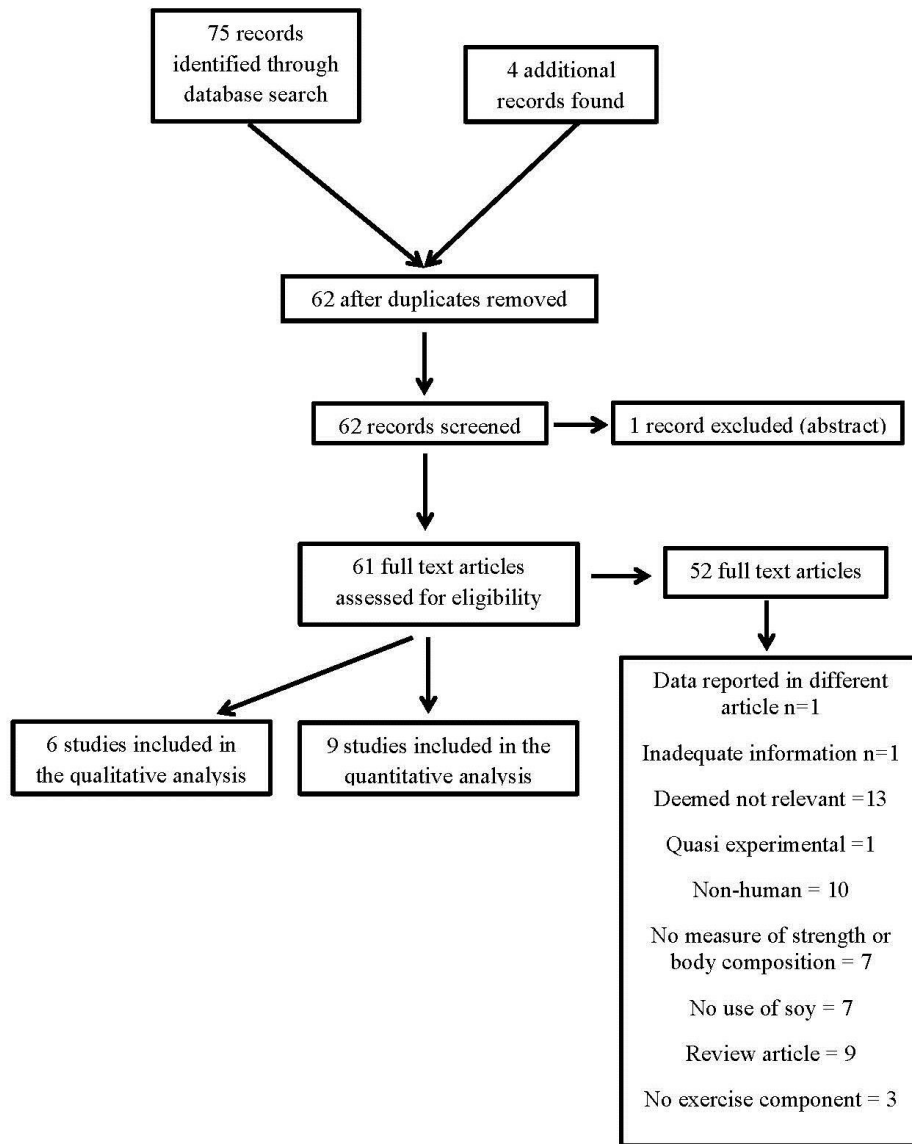 75 records
identified through
database search
4 additional
records found
62 after duplicates removed
62 records screened
1 record excluded (abstract)
61 full text articles
assessed for eligibility
52 full text articles
6 studies included in
the qualitative analysis
9 studies included in the
quantitative analysis
Data reported in different
article n=1
Inadequate information n=1
Deemed not relevant =13
Quasi experimental =1
Non-human = 10
No measure of strength or
body composition = 7
No use of soy = 7
Review article = 9
No exercise component = 3